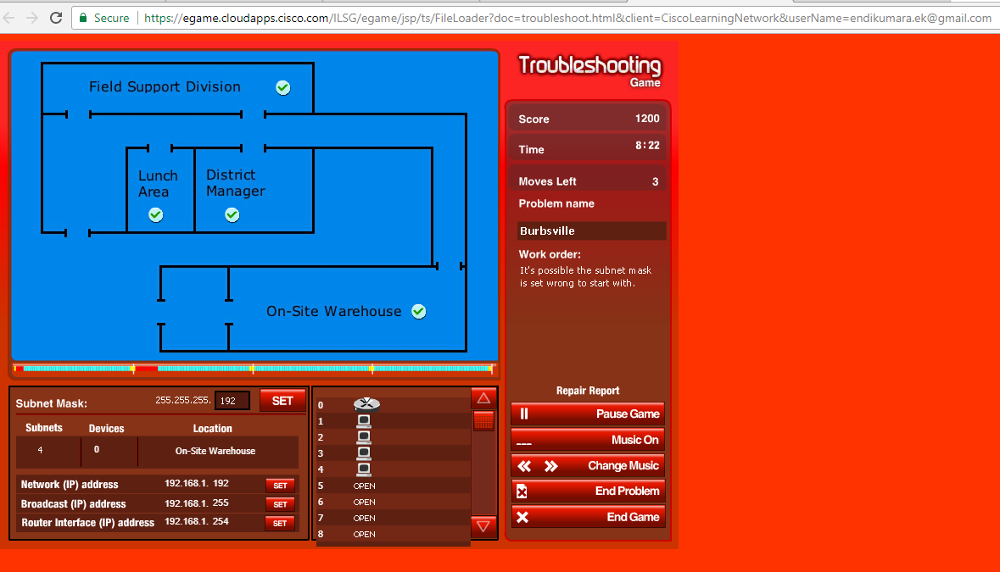 Secure
https://egame.cloudapps.cisco.com/ILSG/egame/jsp/ts/FileLoader?doc=troubleshoot.html&client=CiscoLearningNetwork&userName=endikumara.ek@gmail.com
Field Support Division
Lunch Area
District Manager
On-Site Warehouse
Troubleshooting
Game
Score 1200
Time 8:22
Moves Left 3
Problem name
Burbsville
Work order:
It's possible the subnet mask
is set wrong to start with.
Repair Report
Pause Game
Music On
Change Music
End Problem
End Game
Subnet Mask: 255.255.255. 192 SET
Subnets Devices Location
4 0 On-Site Warehouse
Network (IP) address 192.168.1. 192 SET
Broadcast (IP) address 192.168.1. 255 SET
Router Interface (IP) address 192.168.1. 254 SET
0
1
2
3
4
5 OPEN
6 OPEN
7 OPEN
8 OPEN